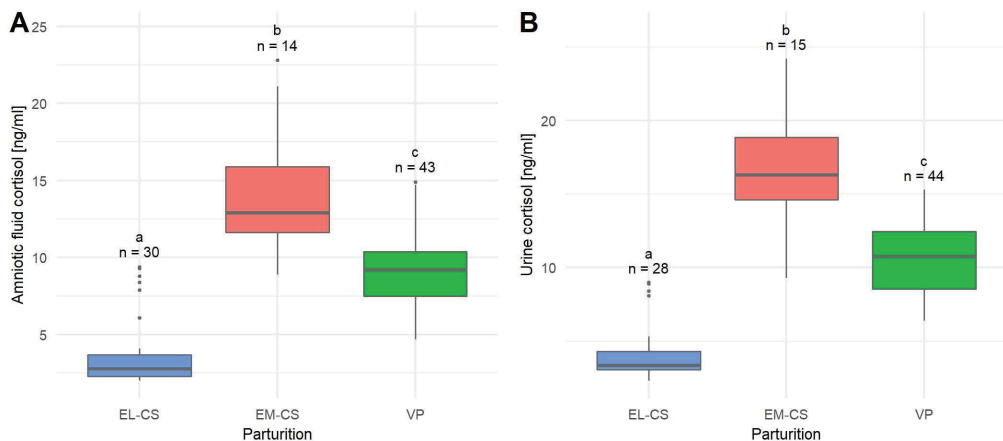 A
Amniotic fluid cortisol [ng/ml]
25
20
15
10
5
a
n = 30
b
n = 14
c
n = 43
EL-CS
EM-CS
VP
Parturition
B
Urine cortisol [ng/ml]
20
10
a
n = 28
b
n = 15
c
n = 44
EL-CS
EM-CS
VP
Parturition